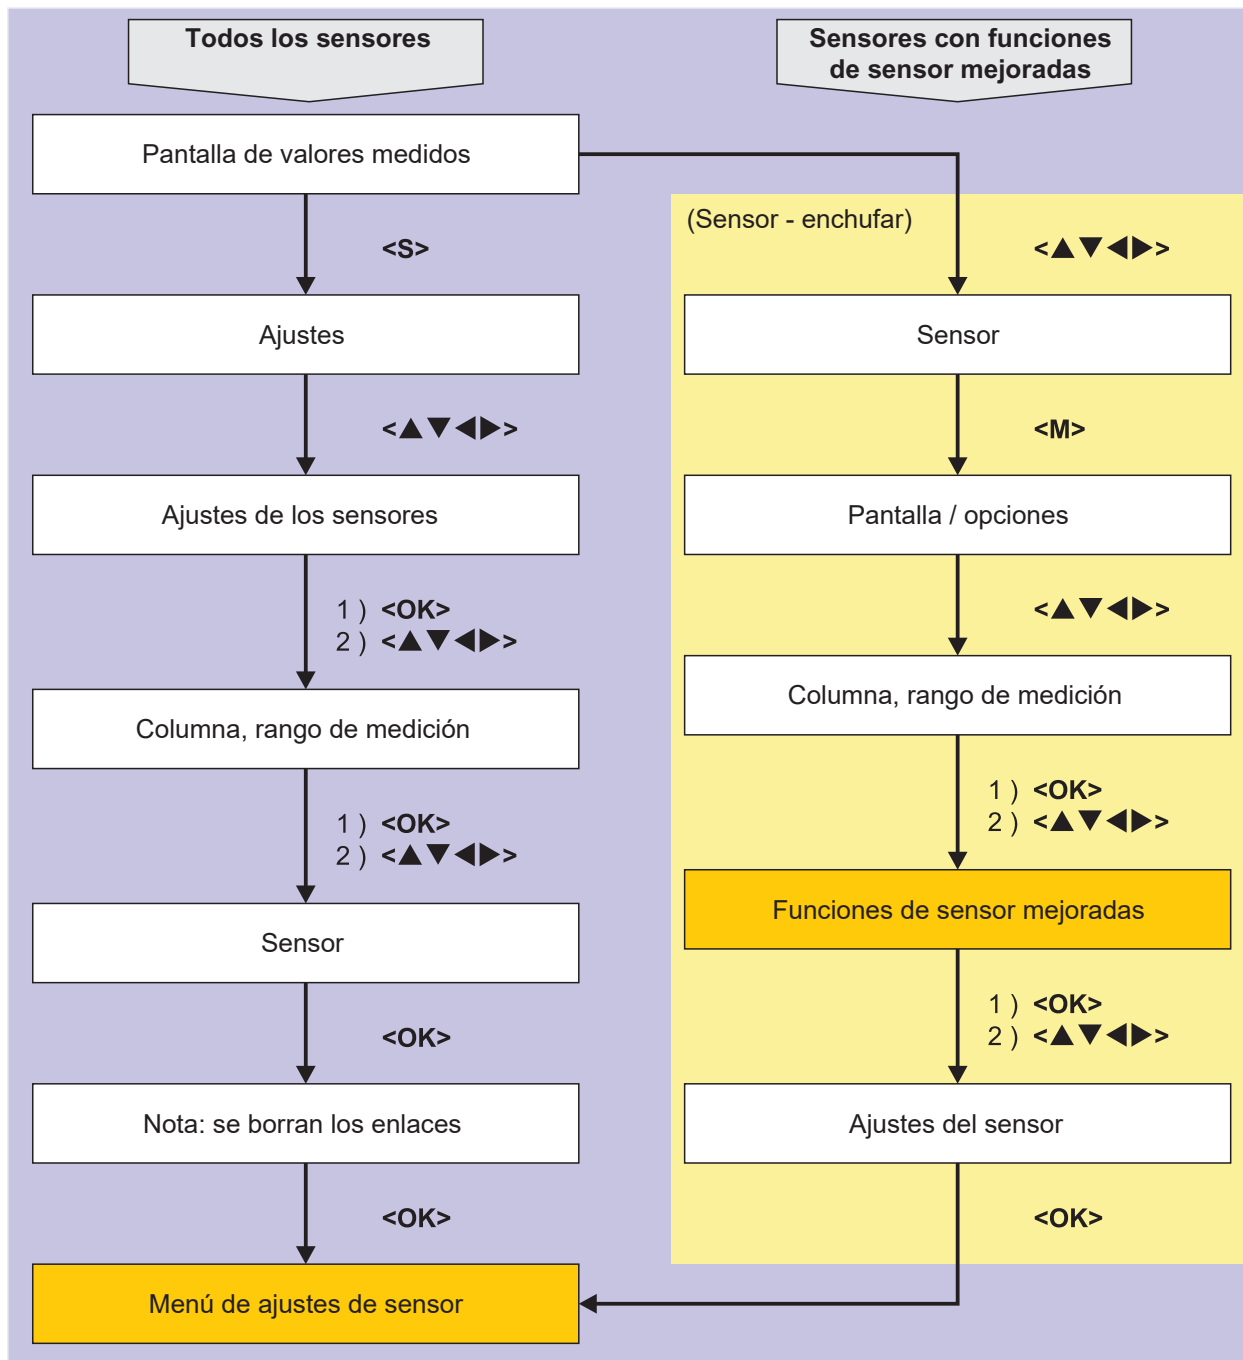 Todos los sensores
Pantalla de valores medidos
<S>
Ajustes
<▲▼◀▶>
Ajustes de los sensores
1 ) <OK>
2 ) <▲▼◀▶>
Columna, rango de medición
1 ) <OK>
2 ) <▲▼◀▶>
Sensor
<OK>
Nota: se borran los enlaces
<OK>
Menú de ajustes de sensor
Sensores con funciones
de sensor mejoradas
(Sensor - enchufar)
<▲▼◀▶>
Sensor
<M>
Pantalla / opciones
<▲▼◀▶>
Columna, rango de medición
1 ) <OK>
2 ) <▲▼◀▶>
Funciones de sensor mejoradas
1 ) <OK>
2 ) <▲▼◀▶>
Ajustes del sensor
<OK>